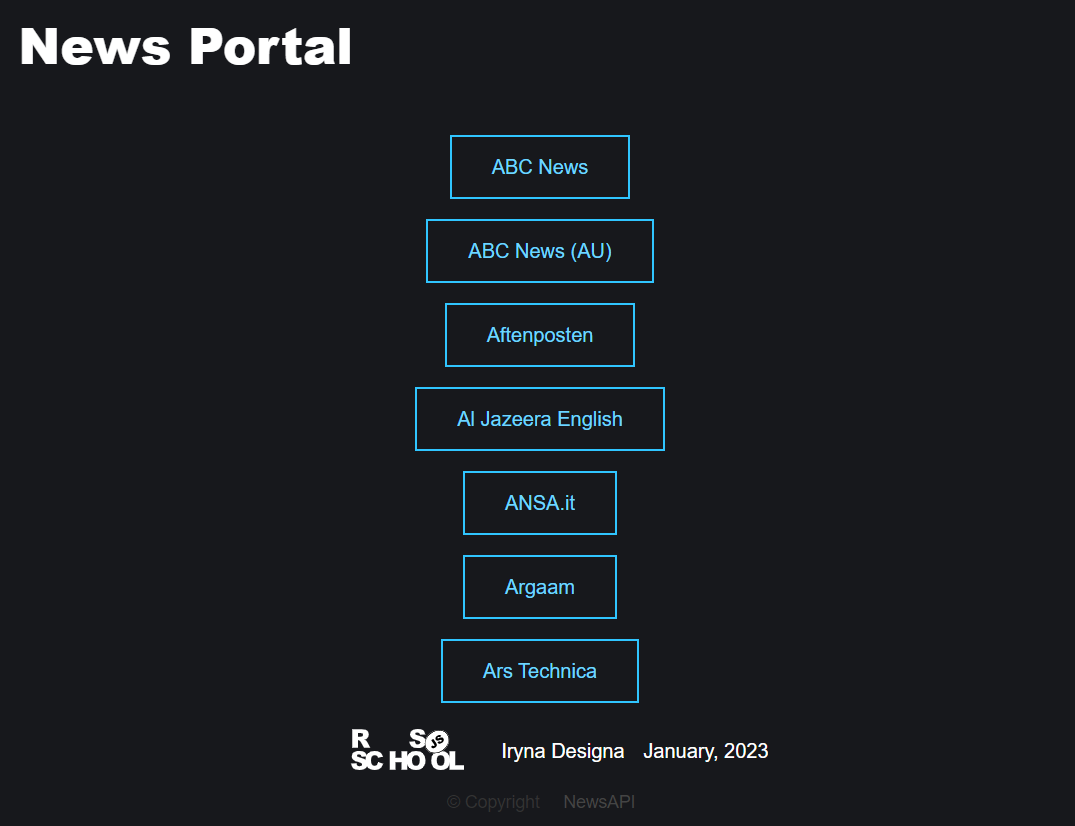 News Portal
ABC News
ABC News (AU)
Aftenposten
Al Jazeera English
ANSA.it
Argaam
Ars Technica
RS JS
SCHOOL
Iryna Designa January, 2023
© Copyright NewsAPI